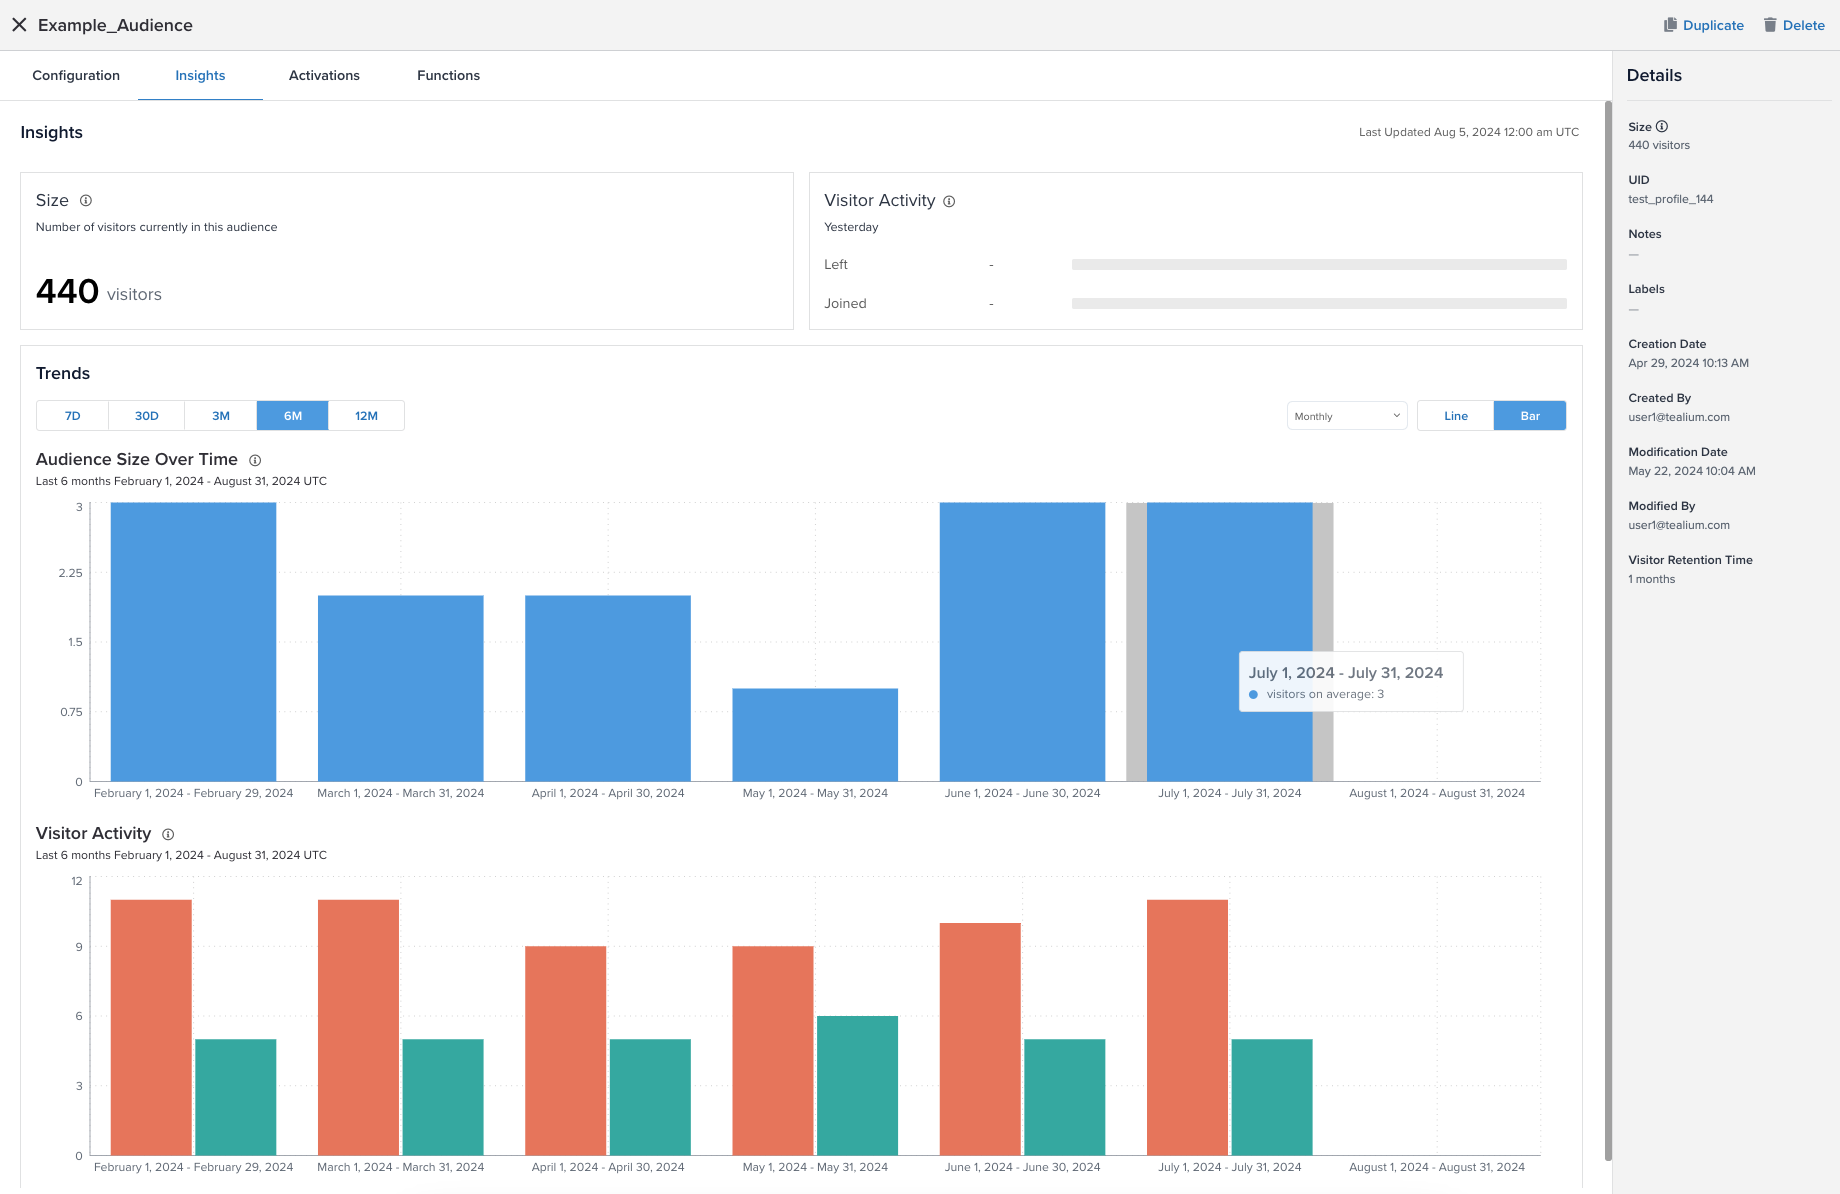 Example_Audience
Duplicate
Delete
Configuration
Insights
Activations
Functions
Insights
Last Updated Aug 5, 2024 12:00 am UTC
Size
Number of visitors currently in this audience
440 visitors
Visitor Activity
Yesterday
Left -
Joined -
Trends
7D
30D
3M
6M
12M
Monthly
Line
Bar
Audience Size Over Time
Last 6 months February 1, 2024 - August 31, 2024 UTC
3
2.25
1.5
0.75
0
July 1, 2024 - July 31, 2024
visitors on average: 3
February 1, 2024 - February 29, 2024
March 1, 2024 - March 31, 2024
April 1, 2024 - April 30, 2024
May 1, 2024 - May 31, 2024
June 1, 2024 - June 30, 2024
July 1, 2024 - July 31, 2024
August 1, 2024 - August 31, 2024
Visitor Activity
Last 6 months February 1, 2024 - August 31, 2024 UTC
12
9
6
3
0
February 1, 2024 - February 29, 2024
March 1, 2024 - March 31, 2024
April 1, 2024 - April 30, 2024
May 1, 2024 - May 31, 2024
June 1, 2024 - June 30, 2024
July 1, 2024 - July 31, 2024
August 1, 2024 - August 31, 2024
Details
Size
440 visitors
UID
test_profile_144
Notes
—
Labels
—
Creation Date
Apr 29, 2024 10:13 AM
Created By
user1@tealium.com
Modification Date
May 22, 2024 10:04 AM
Modified By
user1@tealium.com
Visitor Retention Time
1 months